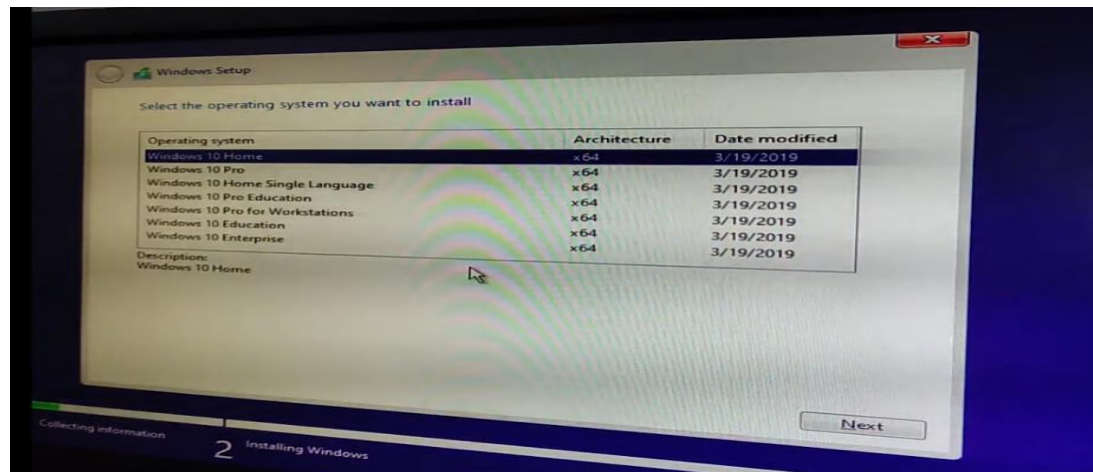 Windows Setup
Select the operating system you want to install
Operating system Architecture Date modified
Windows 10 Home x64 3/19/2019
Windows 10 Pro x64 3/19/2019
Windows 10 Home Single Language x64 3/19/2019
Windows 10 Pro Education x64 3/19/2019
Windows 10 Pro for Workstations x64 3/19/2019
Windows 10 Education x64 3/19/2019
Windows 10 Enterprise x64 3/19/2019
Description:
Windows 10 Home
Next
Collecting information
2 Installing Windows